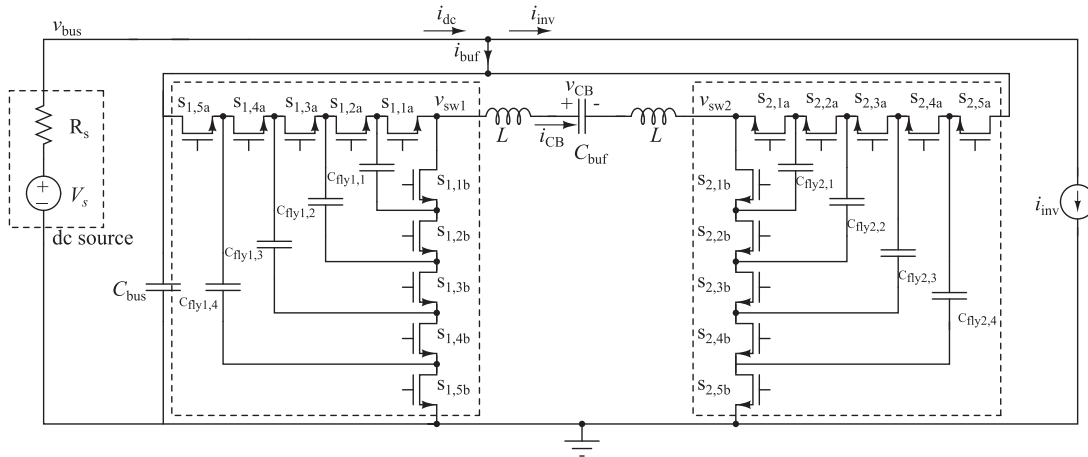 v_bus
i_dc
i_inv
i_buf
S_1,5a S_1,4a S_1,3a S_1,2a S_1,1a
v_sw1
v_CB
+ -
v_sw2
S_2,1a S_2,2a S_2,3a S_2,4a S_2,5a
L
i_CB
C_buf
L
R_s
+
V_s
−
dc source
C_bus
C_fly1,1
C_fly1,2
C_fly1,3
C_fly1,4
S_1,1b
S_1,2b
S_1,3b
S_1,4b
S_1,5b
S_2,1b
S_2,2b
S_2,3b
S_2,4b
S_2,5b
C_fly2,1
C_fly2,2
C_fly2,3
C_fly2,4
i_inv